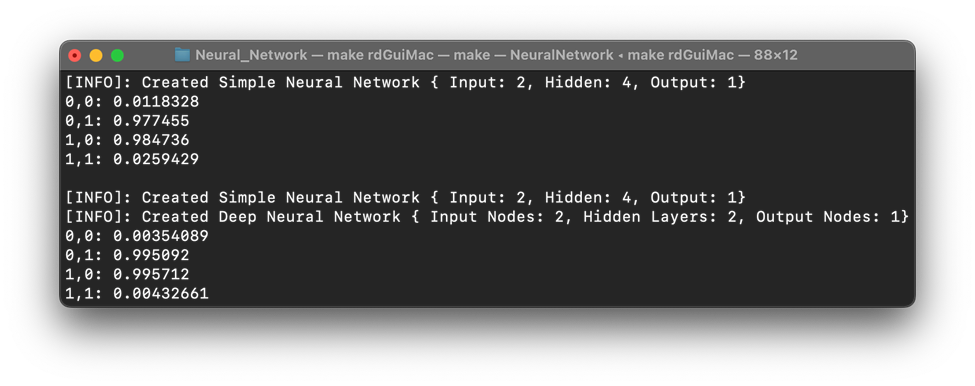 Neural_Network — make rdGuiMac — make — NeuralNetwork ◂ make rdGuiMac — 88×12
[INFO]: Created Simple Neural Network { Input: 2, Hidden: 4, Output: 1}
0,0: 0.0118328
0,1: 0.977455
1,0: 0.984736
1,1: 0.0259429
[INFO]: Created Simple Neural Network { Input: 2, Hidden: 4, Output: 1}
[INFO]: Created Deep Neural Network { Input Nodes: 2, Hidden Layers: 2, Output Nodes: 1}
0,0: 0.00354089
0,1: 0.995092
1,0: 0.995712
1,1: 0.00432661